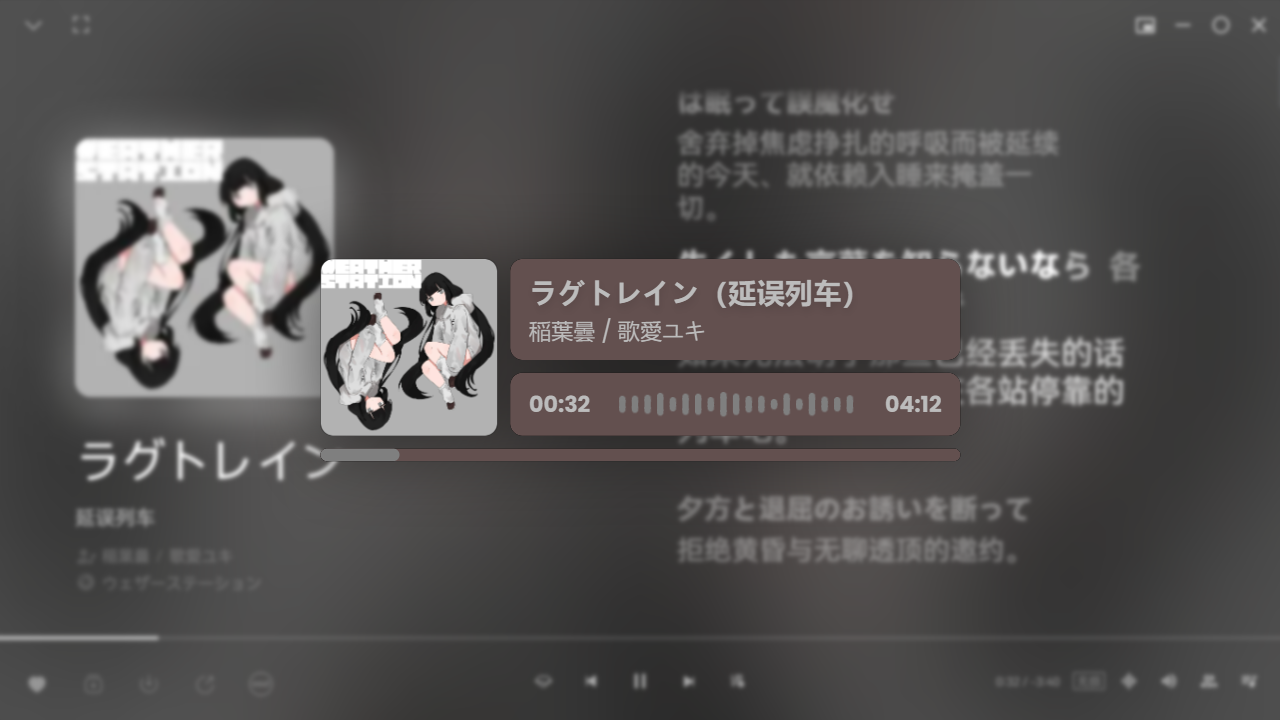 は眠って誤魔化せ
舍弃掉焦虑挣扎的呼吸而被延续
的今天、就依赖入睡来掩盖一
切。
ないなら 各
经丢失的话
各站停靠的
夕方と退屈のお誘いを断って
拒绝黄昏与无聊透顶的邀约。
WEATHER
STATION
ラグトレイン
延误列车
稲葉曇 / 歌愛ユキ
ウェザーステーション
WEATHER
STATION
ラグトレイン（延误列车）
稲葉曇 / 歌愛ユキ
00:32
04:12